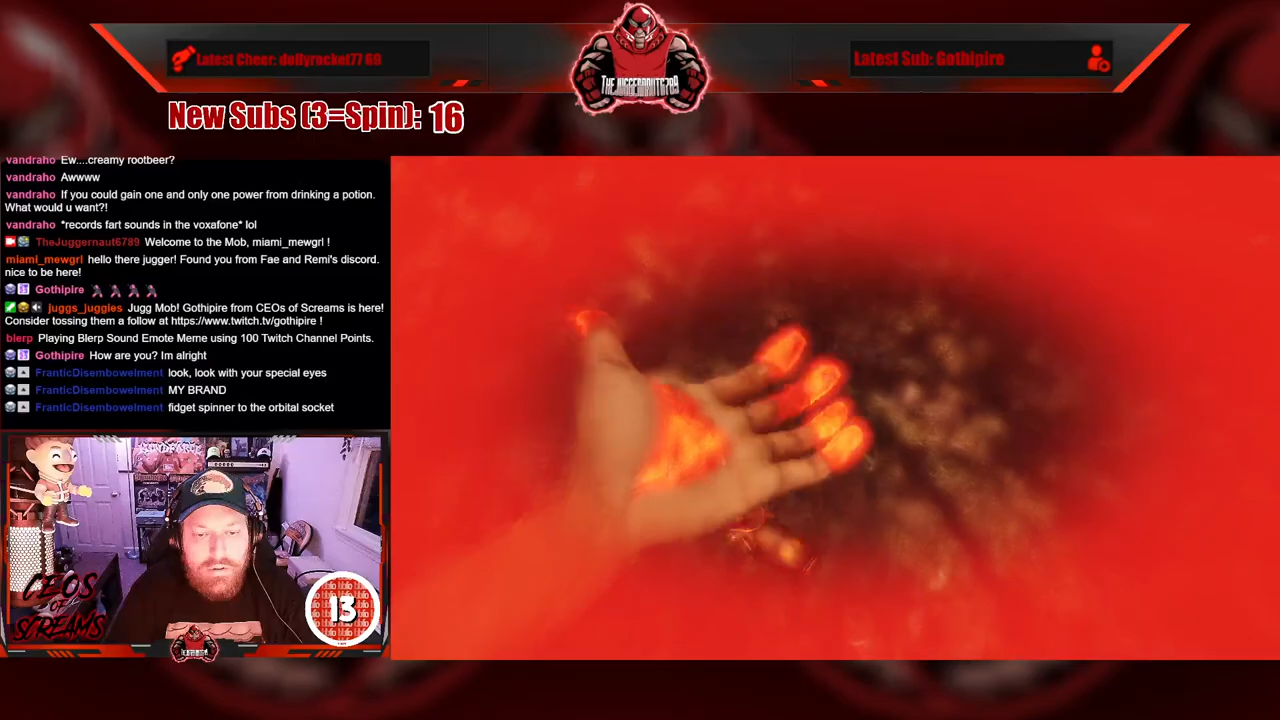 Latest Cheer: dollyrocket77 69
THEJUGGERNAUT6789
Latest Sub: Gothipire
New Subs (3=Spin): 16
vandraho Ew....creamy rootbeer?
vandraho Awwww
vandraho If you could gain one and only one power from drinking a potion.
What would u want?!
vandraho *records fart sounds in the voxafone* lol
TheJuggernaut6789 Welcome to the Mob, miami_mewgrl !
miami_mewgrl hello there jugger! Found you from Fae and Remi's discord.
nice to be here!
Gothipire
juggs_juggies Jugg Mob! Gothipire from CEOs of Screams is here!
Consider tossing them a follow at https://www.twitch.tv/gothipire !
blerp Playing Blerp Sound Emote Meme using 100 Twitch Channel Points.
Gothipire How are you? Im alright
FranticDisembowelment look, look with your special eyes
FranticDisembowelment MY BRAND
FranticDisembowelment fidget spinner to the orbital socket
CEOS
OF
SCREAMS
13